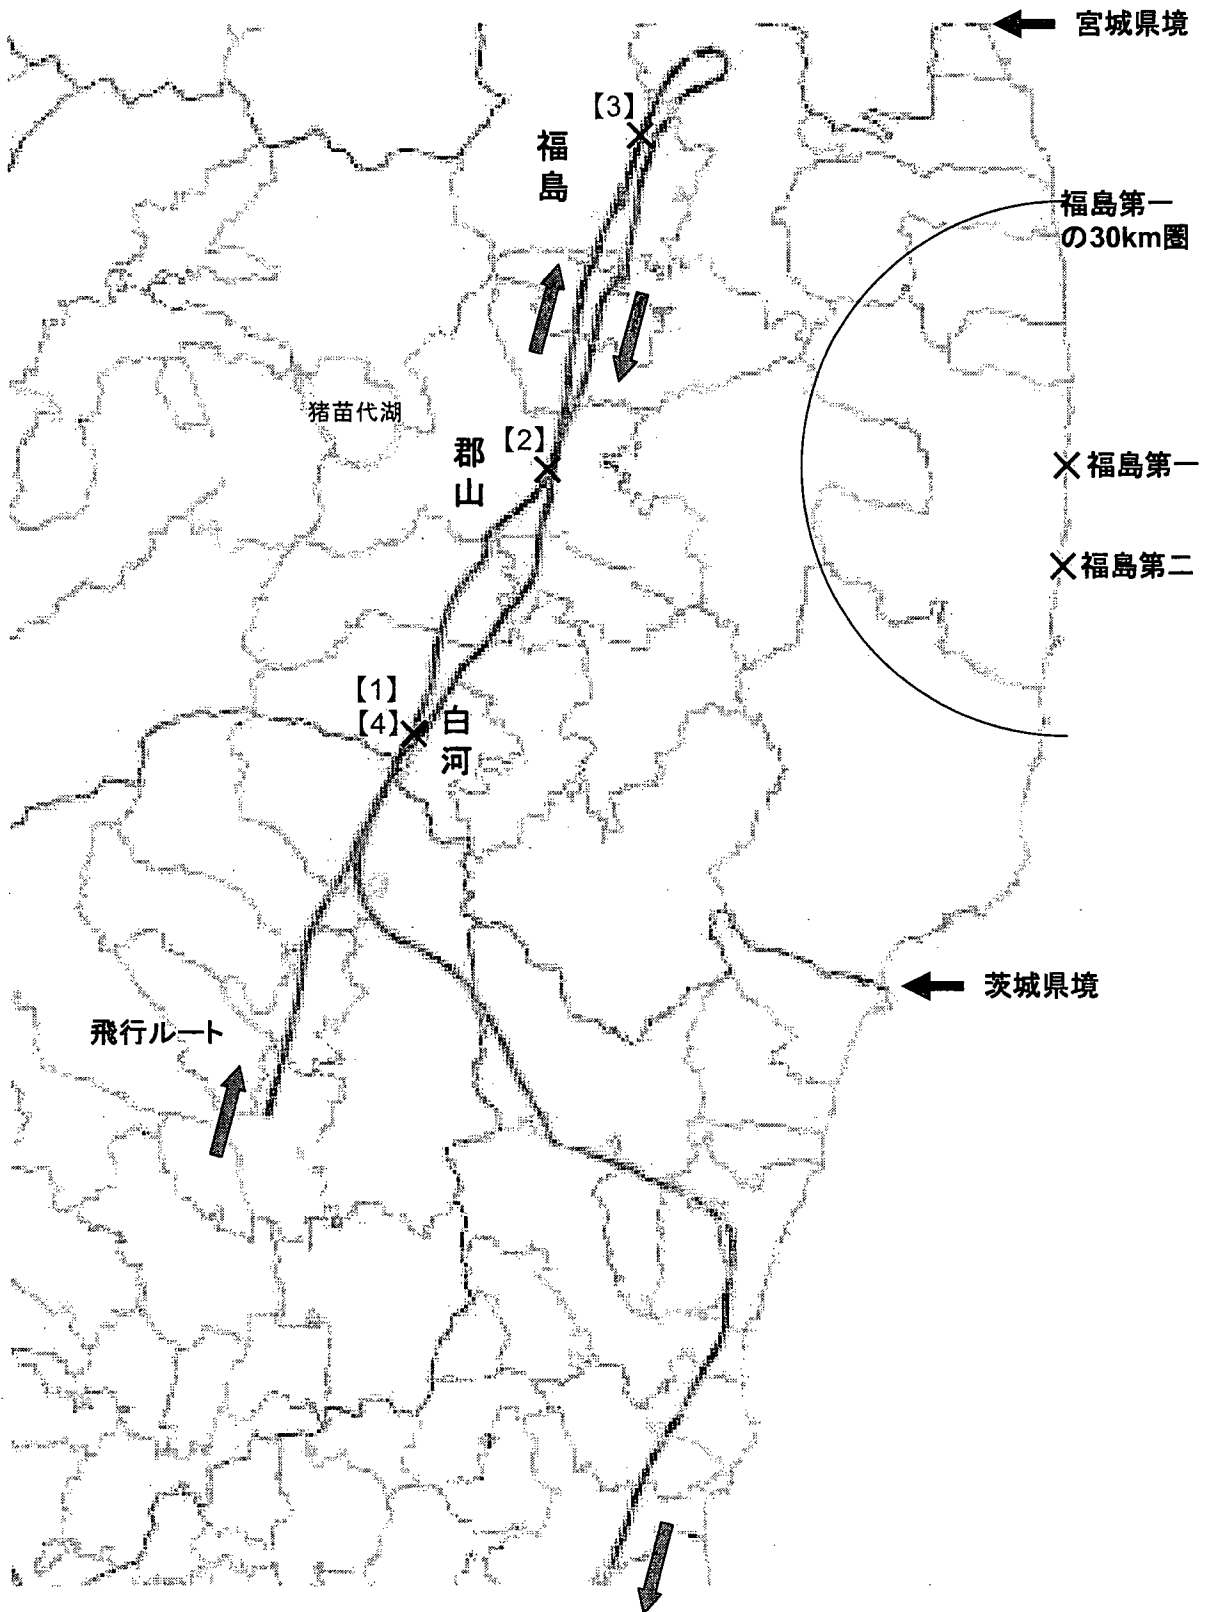 宮城県境
【3】
福島
福島第一
の30km圏
猪苗代湖
郡山
【2】
福島第一
福島第二
【1】
【4】
白河
茨城県境
飛行ルート